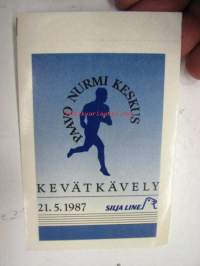 PAAVO NURMI KESKUS
KEVÄTKÄVELY
21.5.1987 SILJA LINE